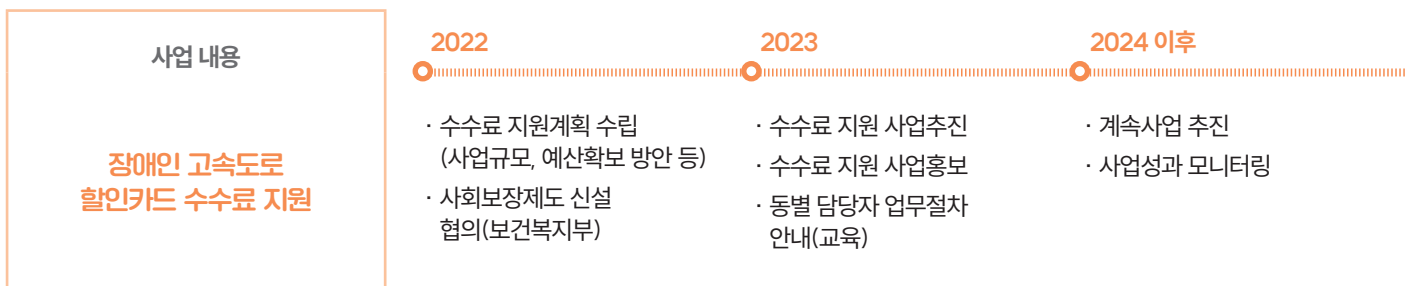 사업 내용
장애인 고속도로
할인카드 수수료 지원
2022
· 수수료 지원계획 수립
(사업규모, 예산확보 방안 등)
· 사회보장제도 신설
협의(보건복지부)
2023
· 수수료 지원 사업추진
· 수수료 지원 사업홍보
· 동별 담당자 업무절차
안내(교육)
2024 이후
· 계속사업 추진
· 사업성과 모니터링